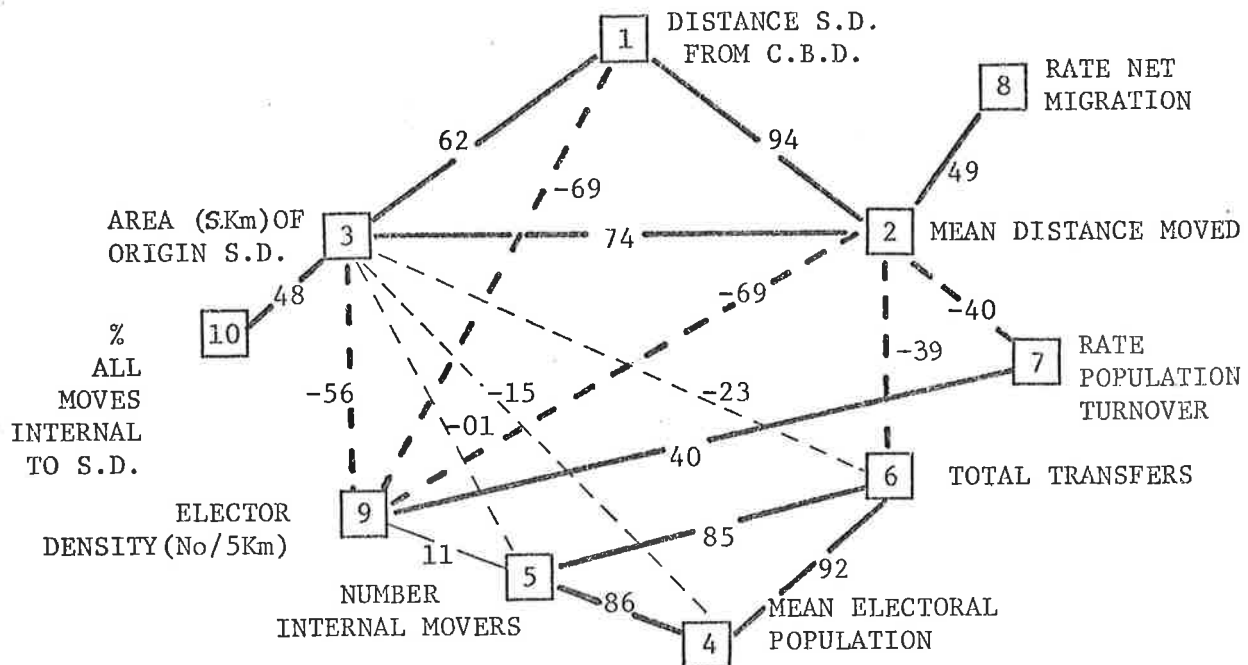 1
DISTANCE S.D.
FROM C.B.D.
8
RATE NET
MIGRATION
62
94
49
-69
AREA (S.Km)OF
ORIGIN S.D.
3
74
2
MEAN DISTANCE MOVED
48
-69
-40
10
%
ALL
MOVES
INTERNAL
TO S.D.
-39
7
RATE
POPULATION
TURNOVER
-56
-15
-23
-01
40
6
TOTAL TRANSFERS
ELECTOR
DENSITY(No/5Km)
9
11
85
5
92
NUMBER
INTERNAL MOVERS
86
4
MEAN ELECTORAL
POPULATION